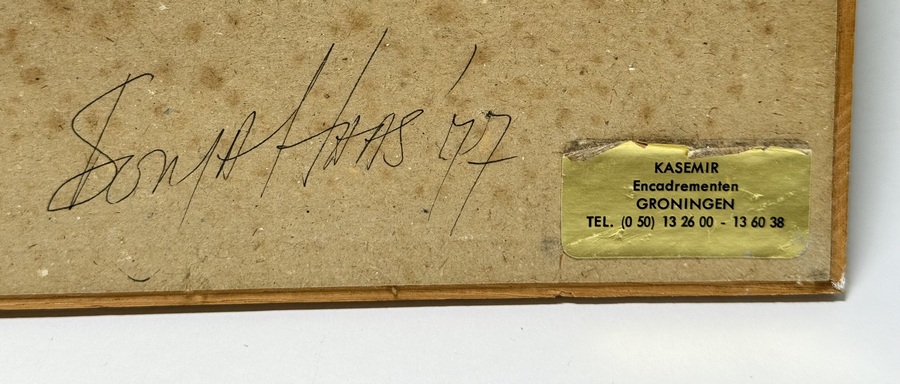 Sonja Haas '77
KASEMIR
Encadrementen
GRONINGEN
TEL. (0 50) 13 26 00 - 13 60 38